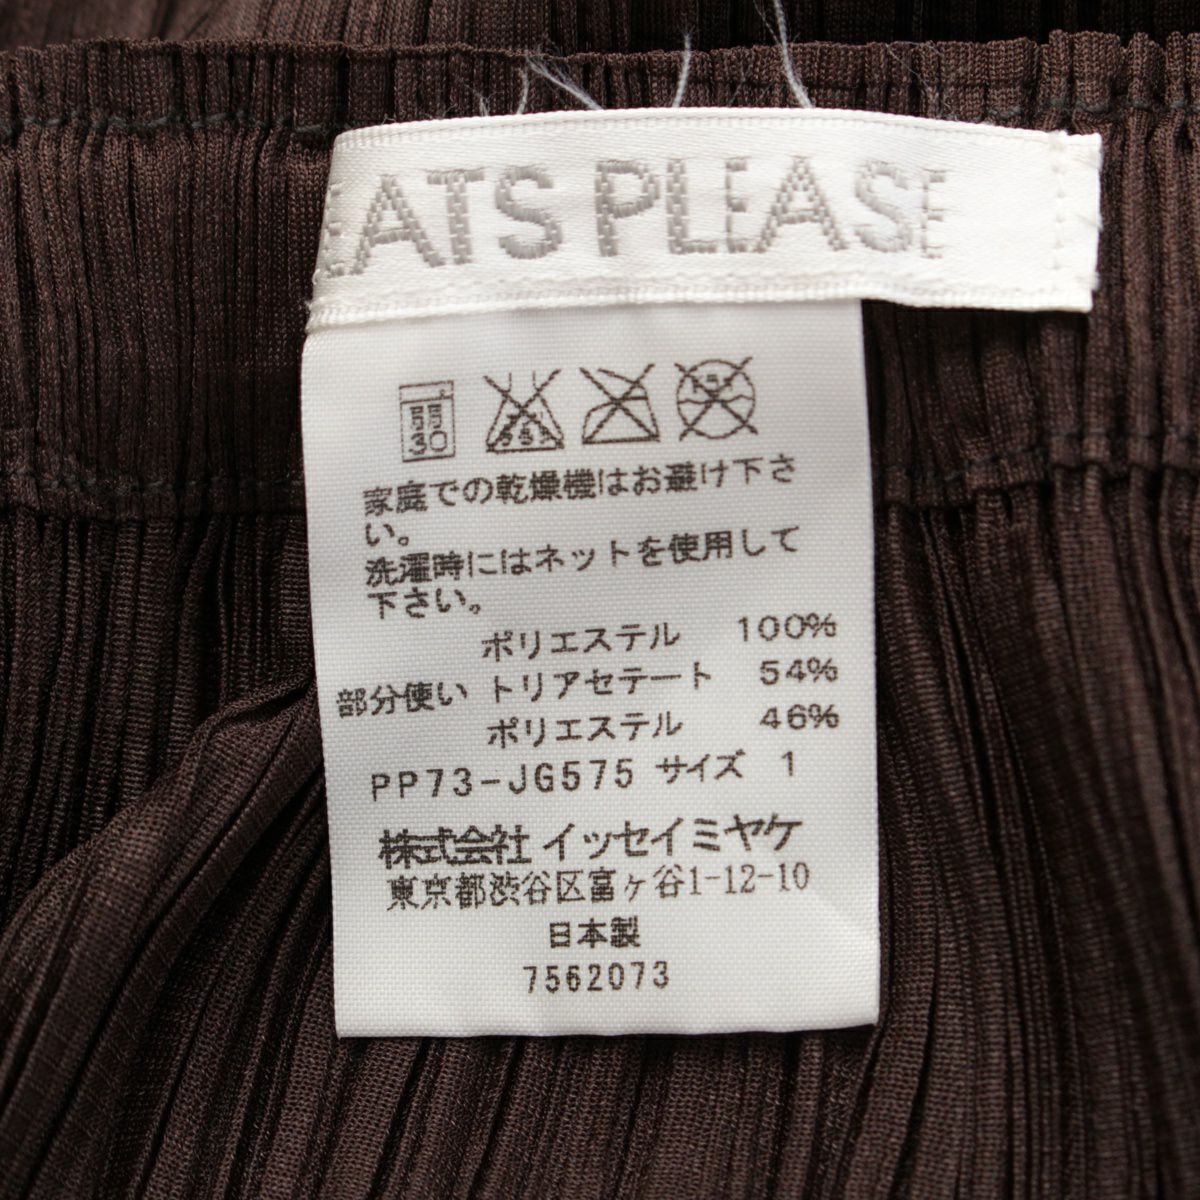 EATS PLEASE
30
家庭での乾燥機はお避け下さ
い。
洗濯時にはネットを使用して
下さい。
ポリエステル 100%
部分使い トリアセテート 54%
ポリエステル 46%
PP73-JG575 サイズ 1
株式会社 イッセイミヤケ
東京都渋谷区富ヶ谷1-12-10
日本製
7562073